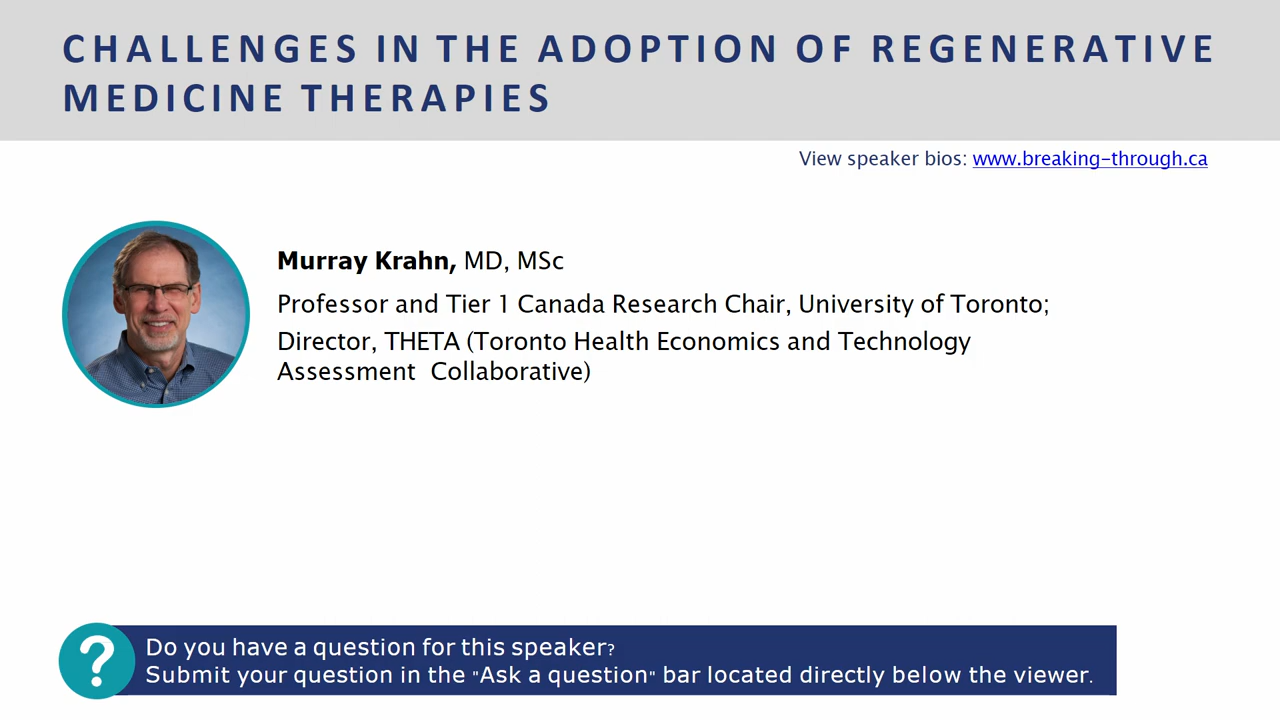 CHALLENGES IN THE ADOPTION OF REGENERATIVE
MEDICINE THERAPIES
View speaker bios: www.breaking-through.ca
Murray Krahn, MD, MSc
Professor and Tier 1 Canada Research Chair, University of Toronto;
Director, THETA (Toronto Health Economics and Technology
Assessment Collaborative)
?
Do you have a question for this speaker?
Submit your question in the "Ask a question" bar located directly below the viewer.